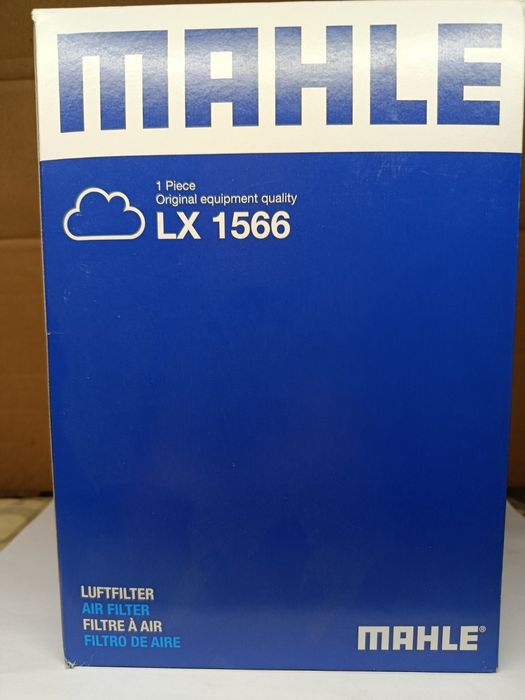 MAHLE
1 Piece
Original equipment quality
LX 1566
LUFTFILTER
AIR FILTER
FILTRE À AIR
FILTRO DE AIRE
MAHLE®